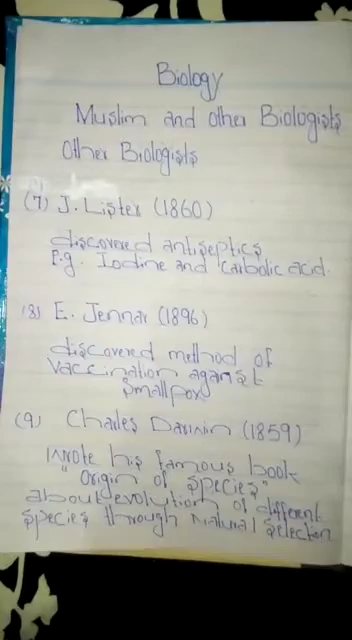 Biology
Muslim and other Biologists
Other Biologists
(7) J. Lister (1860)
discovered antiseptics
E.g. Iodine and Carbolic acid.
(8) E. Jennar (1896)
discovered method of
vaccination against
smallpox
(9) Charles Darwin (1859)
Wrote his famous book
"Origin of species"
about evolution of different
species through Natural selection